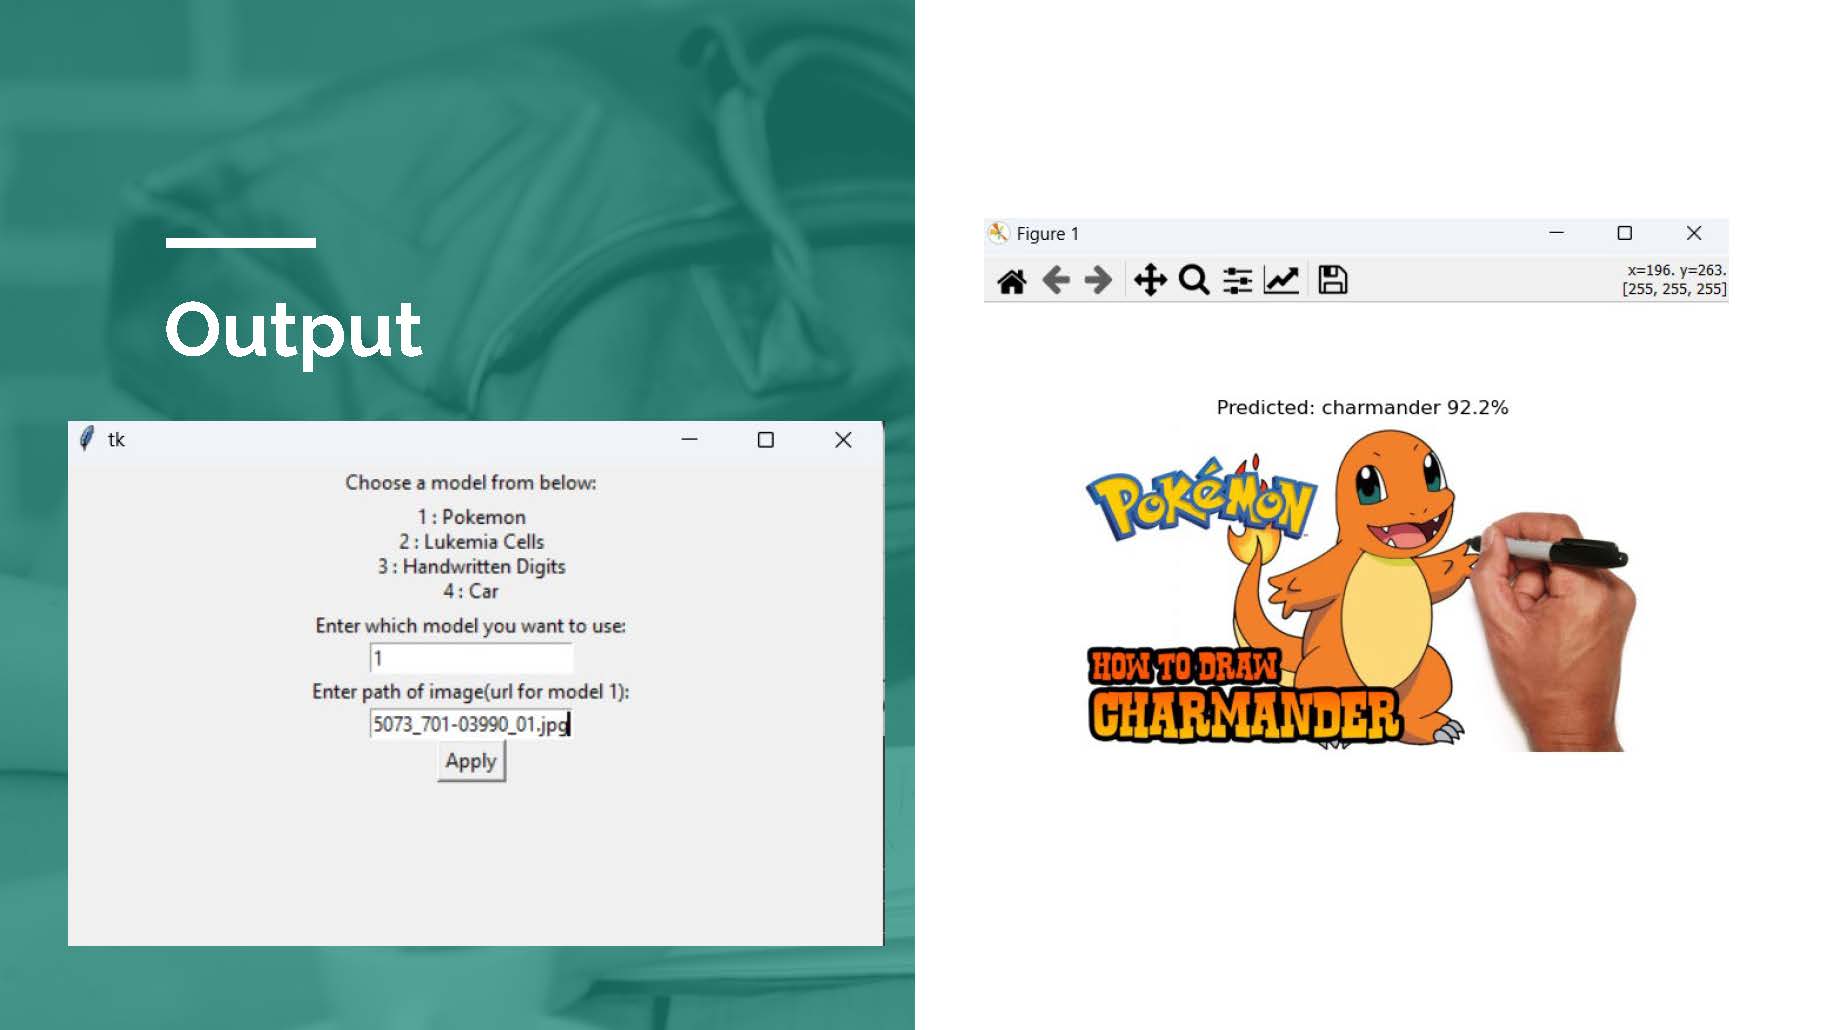 Output
tk
Choose a model from below:
1 : Pokemon
2 : Lukemia Cells
3 : Handwritten Digits
4 : Car
Enter which model you want to use:
1
Enter path of image(url for model 1):
5073_701-03990_01.jpg
Apply
Figure 1
x=196. y=263.
[255, 255, 255]
Predicted: charmander 92.2%
POKéMON
HOW TO DRAW
CHARMANDER